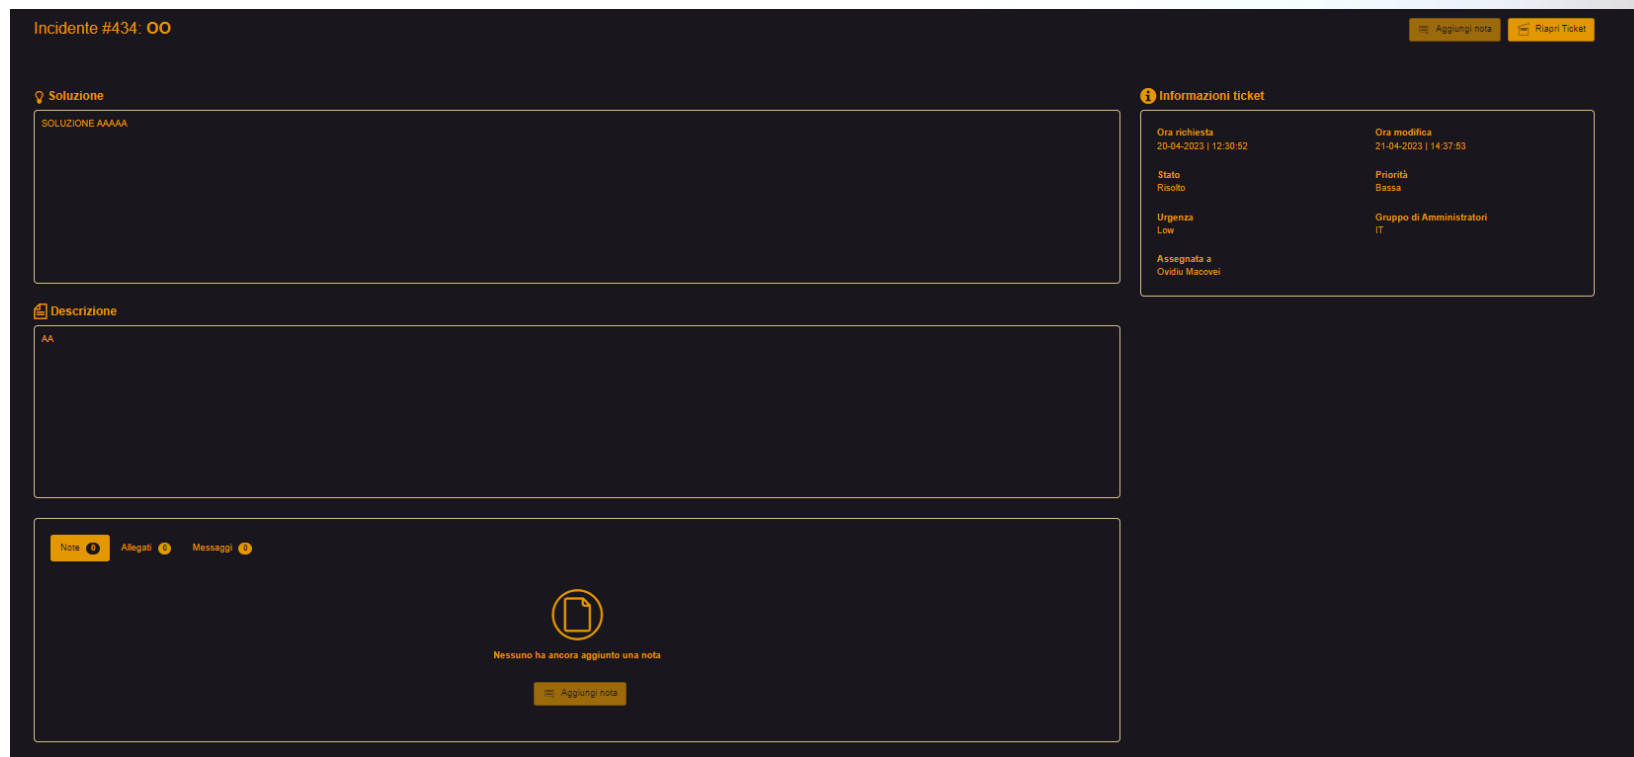 Incidente #434: OO
Aggiungi nota
Riapri Ticket
Soluzione
SOLUZIONE AAAAA
Informazioni ticket
Ora richiesta
20-04-2023 | 12:30:52
Ora modifica
21-04-2023 | 14:37:53
Stato
Risolto
Priorità
Bassa
Urgenza
Low
Gruppo di Amministratori
IT
Assegnata a
Ovidiu Macovei
Descrizione
AA
Note 0
Allegati 0
Messaggi 0
Nessuno ha ancora aggiunto una nota
Aggiungi nota